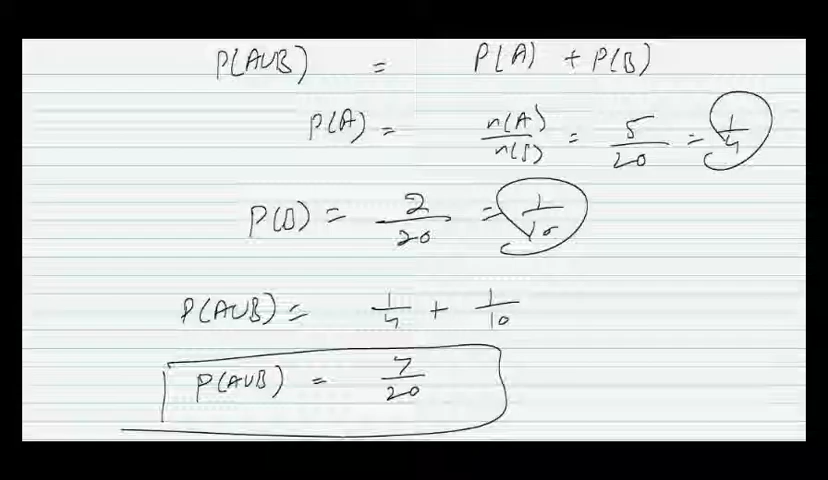 P(A∪B) = P(A) + P(B)
P(A) = n(A)/n(S) = 5/20 = 1/4
P(B) = 2/20 = 1/10
P(A∪B) = 1/4 + 1/10
P(A∪B) = 7/20